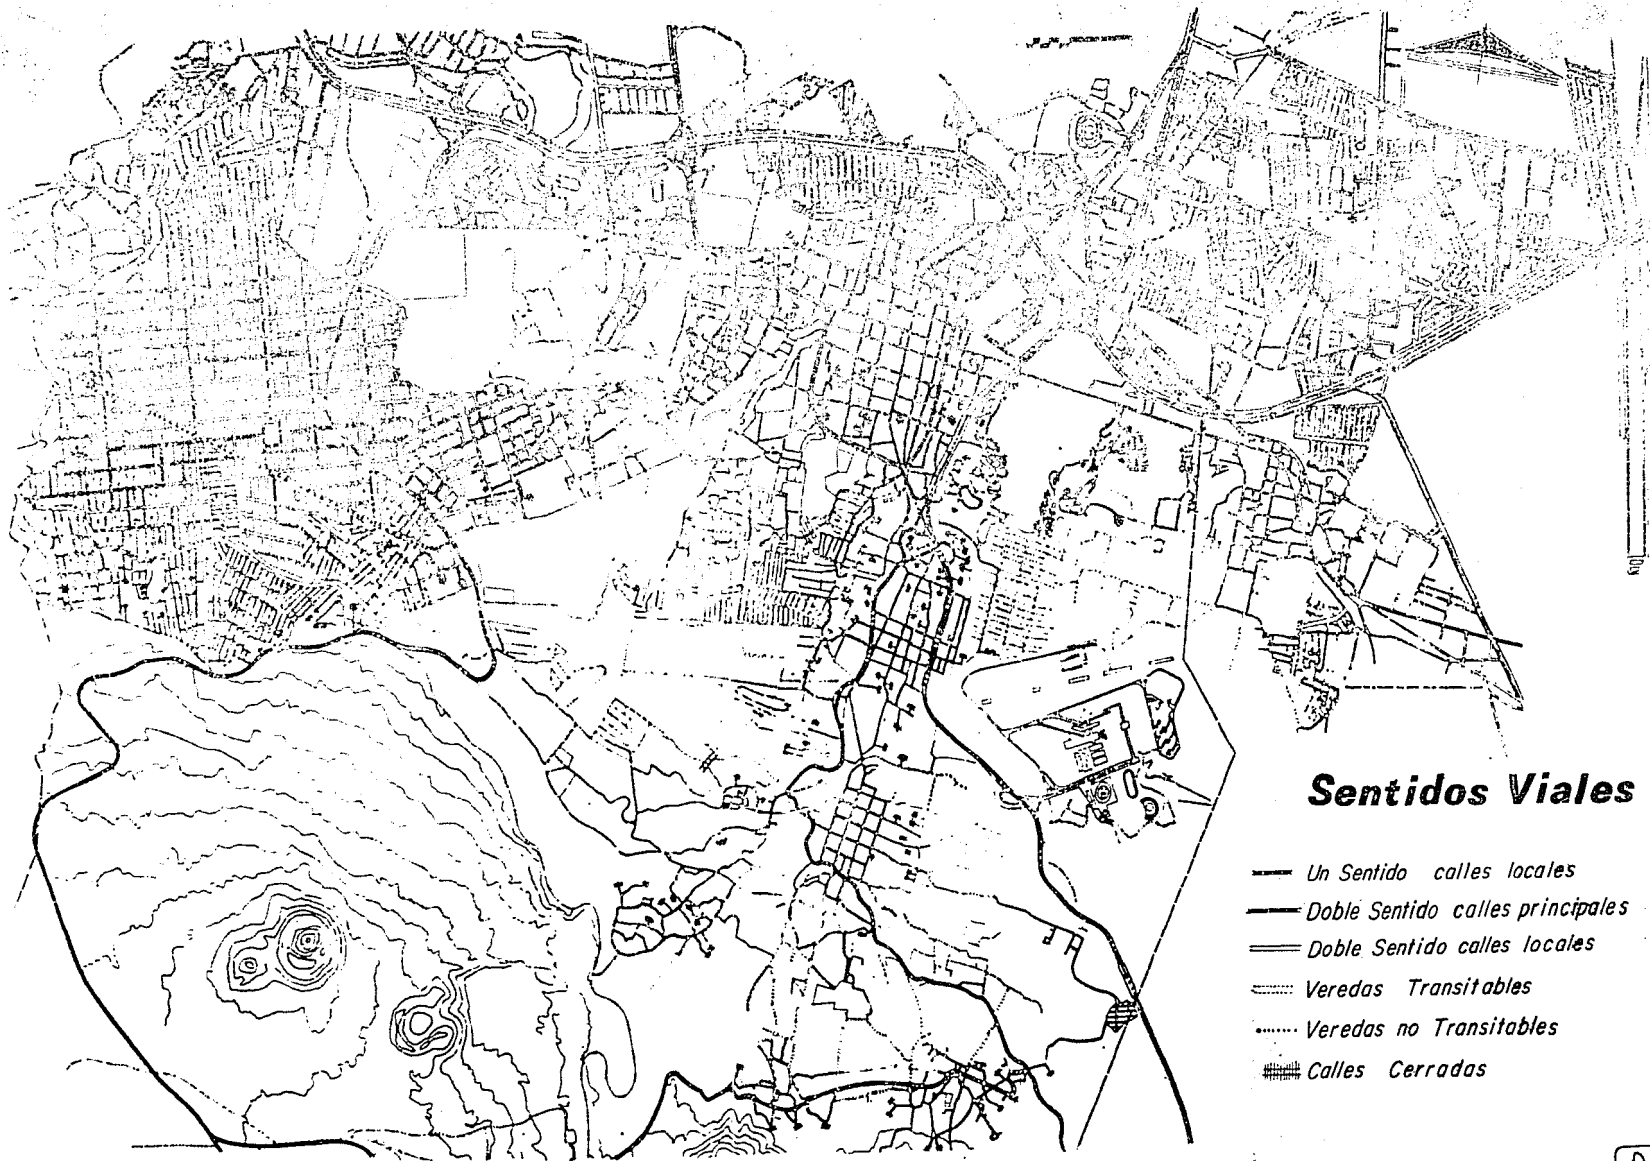 Sentidos Viales
Un Sentido calles locales
Doble Sentido calles principales
Doble Sentido calles locales
Veredas Transitables
Veredas no Transitables
Calles Cerradas